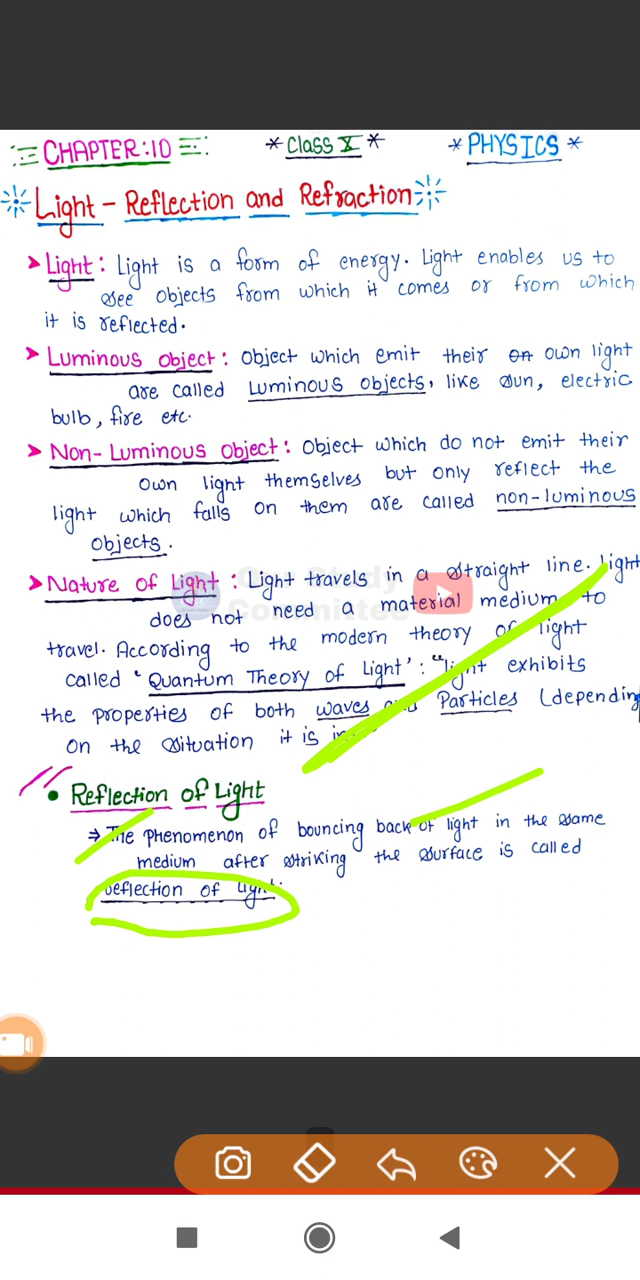 CHAPTER:10 *Class X* *PHYSICS*
Light - Reflection and Refraction
➤ Light: Light is a form of energy. Light enables us to
see objects from which it comes or from which
it is reflected.
➤ Luminous Object: Object which emit their own light
are called Luminous objects, like Sun, electric
bulb, fire etc.
➤ Non-Luminous Object: Object which do not emit their
own light themselves but only reflect the
light which falls on them are called non-luminous
objects.
➤ Nature of Light: Light travels in a straight line. Light
does not need a material medium to
travel. According to the modern theory of light
called 'Quantum Theory of Light': "light exhibits
the properties of both waves and Particles (depending
on the situation it is
• Reflection of Light
→ The Phenomenon of bouncing back of light in the same
medium after striking the surface is called
reflection of light.
Study
Committee